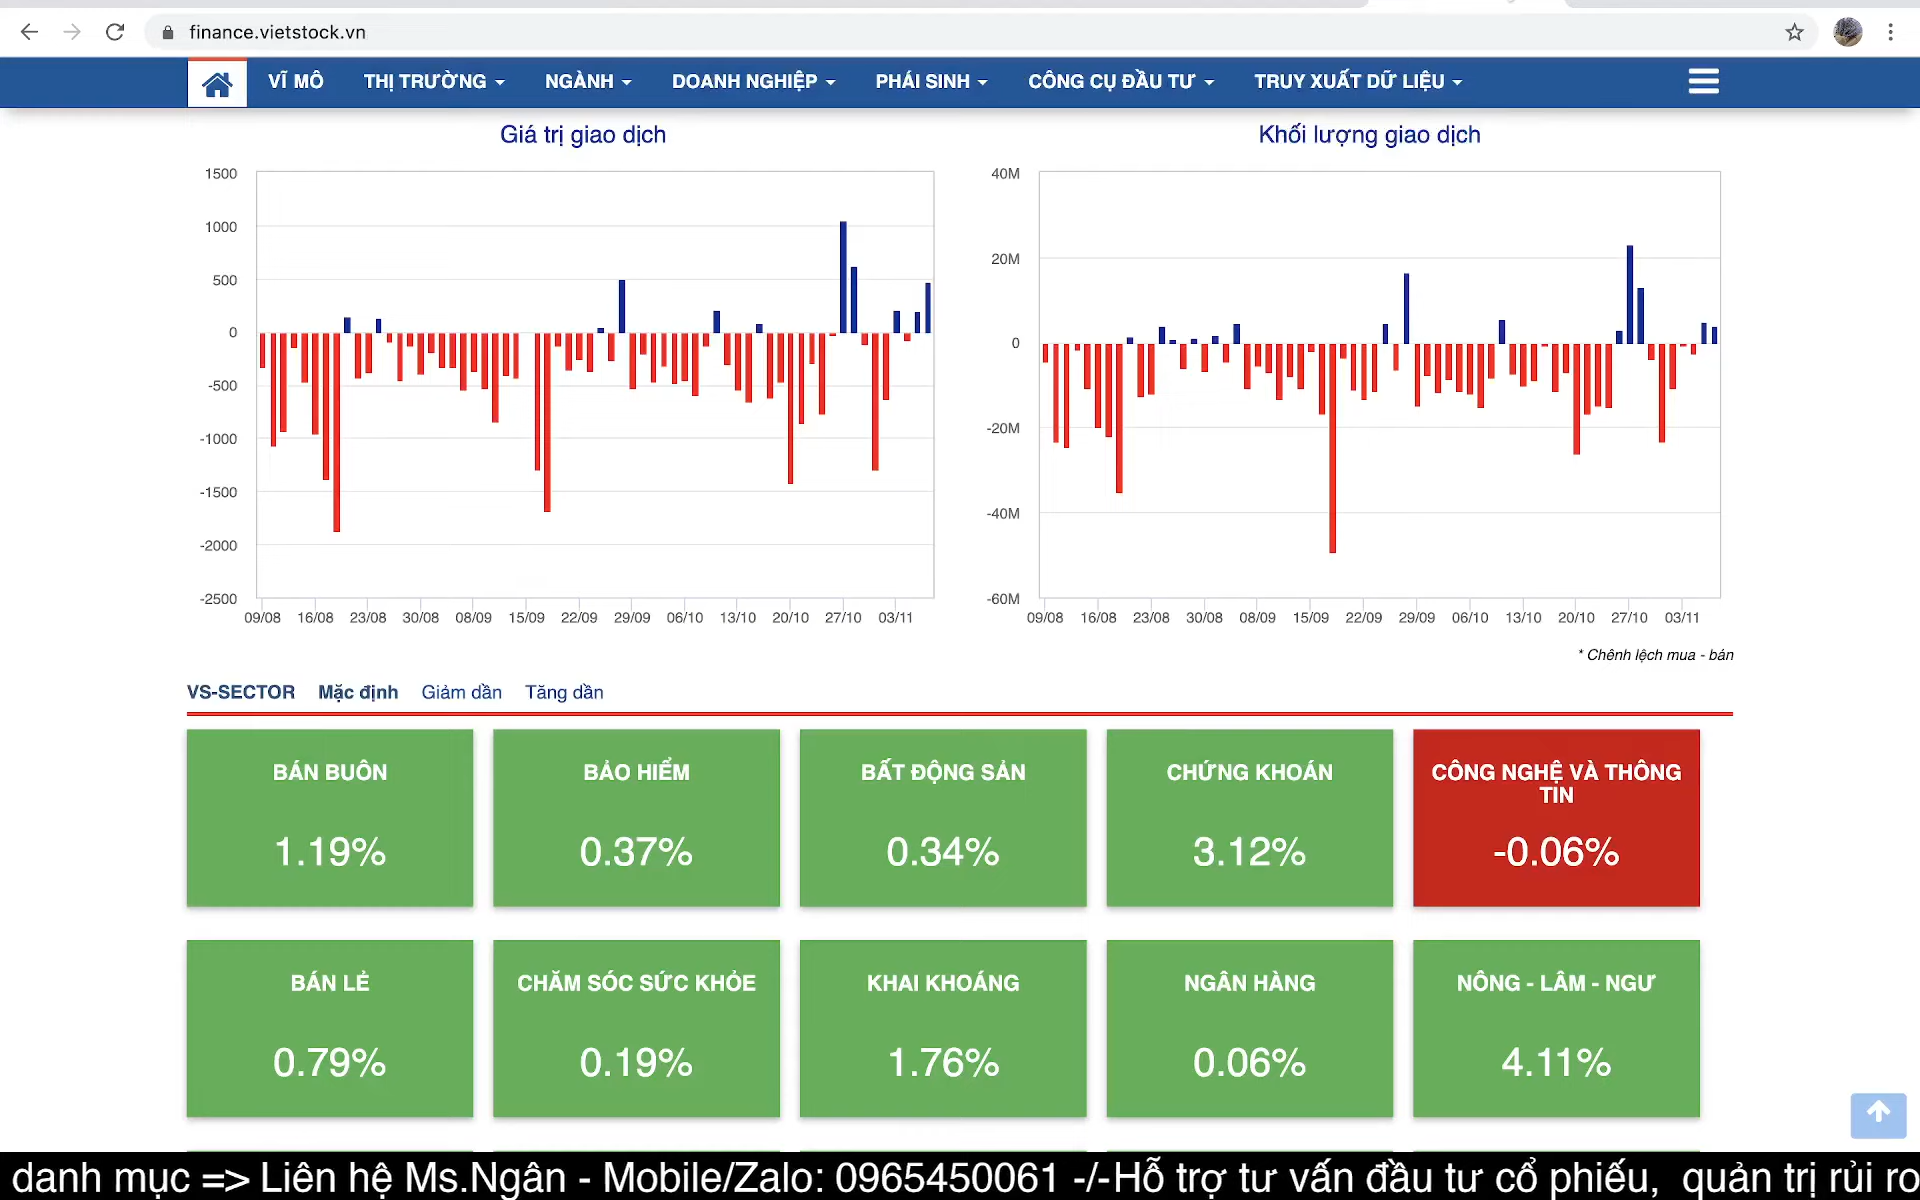 finance.vietstock.vn
VĨ MÔ THỊ TRƯỜNG NGÀNH DOANH NGHIỆP PHÁI SINH CÔNG CỤ ĐẦU TƯ TRUY XUẤT DỮ LIỆU
Giá trị giao dịch
1500
1000
500
0
-500
-1000
-1500
-2000
-2500
09/08 16/08 23/08 30/08 08/09 15/09 22/09 29/09 06/10 13/10 20/10 27/10 03/11
Khối lượng giao dịch
40M
20M
0
-20M
-40M
-60M
09/08 16/08 23/08 30/08 08/09 15/09 22/09 29/09 06/10 13/10 20/10 27/10 03/11
* Chênh lệch mua - bán
VS-SECTOR Mặc định Giảm dần Tăng dần
BÁN BUÔN
1.19%
BẢO HIỂM
0.37%
BẤT ĐỘNG SẢN
0.34%
CHỨNG KHOÁN
3.12%
CÔNG NGHỆ VÀ THÔNG
TIN
-0.06%
BÁN LẺ
0.79%
CHĂM SÓC SỨC KHỎE
0.19%
KHAI KHOÁNG
1.76%
NGÂN HÀNG
0.06%
NÔNG - LÂM - NGƯ
4.11%
danh mục => Liên hệ Ms.Ngân - Mobile/Zalo: 0965450061 -/-Hỗ trợ tư vấn đầu tư cổ phiếu, quản trị rủi ro